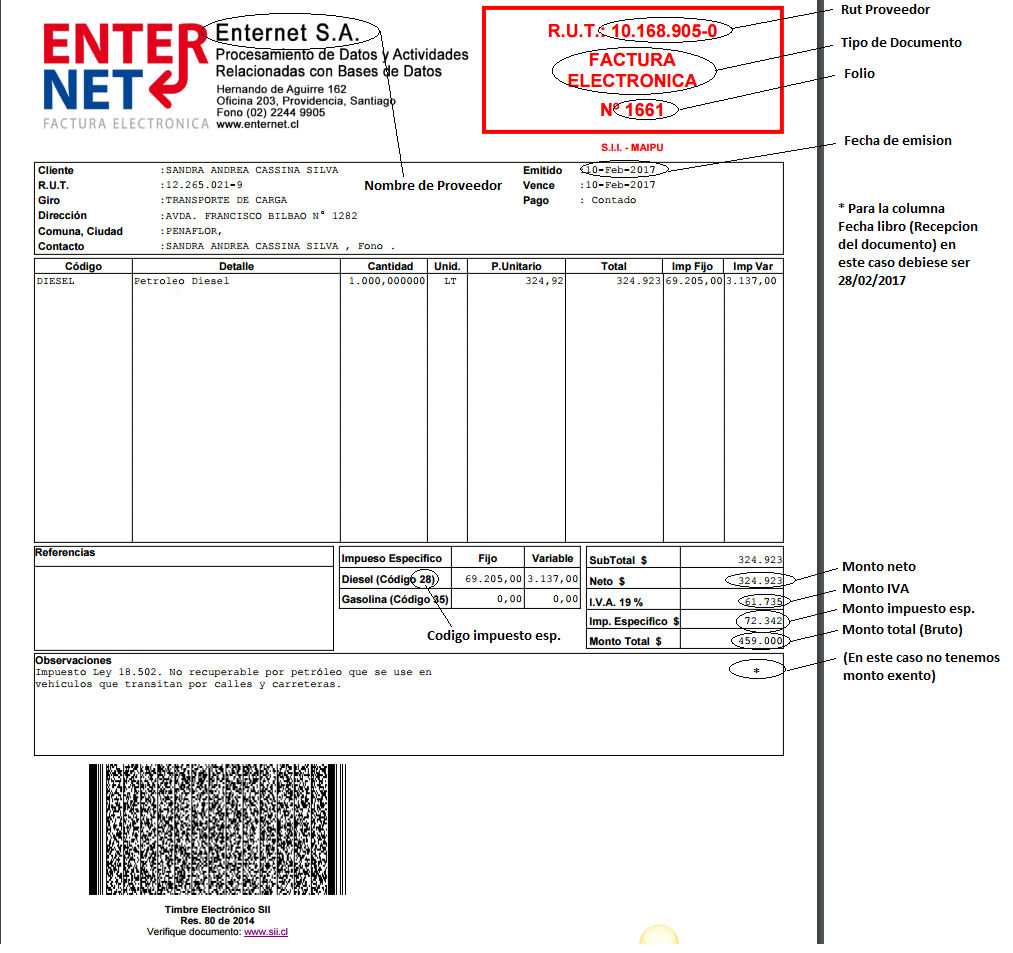 ENTER
NET
FACTURA ELECTRONICA
Enternet S.A.
Procesamiento de Datos y Actividades
Relacionadas con Bases de Datos
Hernando de Aguirre 162
Oficina 203, Providencia, Santiago
Fono (02) 2244 9905
www.enternet.cl
R.U.T.: 10.168.905-0
FACTURA
ELECTRONICA
Nº 1661
S.I.I. - MAIPU
Rut Proveedor
Tipo de Documento
Folio
Fecha de emision
Nombre de Proveedor
Cliente :SANDRA ANDREA CASSINA SILVA
R.U.T. :12.265.021-9
Giro :TRANSPORTE DE CARGA
Dirección :AVDA. FRANCISCO BILBAO N° 1282
Comuna, Ciudad :PENAFLOR,
Contacto :SANDRA ANDREA CASSINA SILVA , Fono .
Emitido :10-Feb-2017
Vence :10-Feb-2017
Pago : Contado
* Para la columna
Fecha libro (Recepcion
del documento) en
este caso debiese ser
28/02/2017
Código Detalle Cantidad Unid. P.Unitario Total Imp Fijo Imp Var
DIESEL Petroleo Diesel 1.000,000000 LT 324,92 324.923 69.205,00 3.137,00
Referencias
Impueso Específico Fijo Variable
Diesel (Código 28) 69.205,00 3.137,00
Gasolina (Código 35) 0,00 0,00
Codigo impuesto esp.
SubTotal $ 324.923
Neto $ 324.923
I.V.A. 19 % 61.735
Imp. Específico $ 72.342
Monto Total $ 459.000
Monto neto
Monto IVA
Monto impuesto esp.
Monto total (Bruto)
(En este caso no tenemos
monto exento)
Observaciones
Impuesto Ley 18.502. No recuperable por petróleo que se use en
vehículos que transitan por calles y carreteras.
*
Timbre Electrónico SII
Res. 80 de 2014
Verifique documento: www.sii.cl